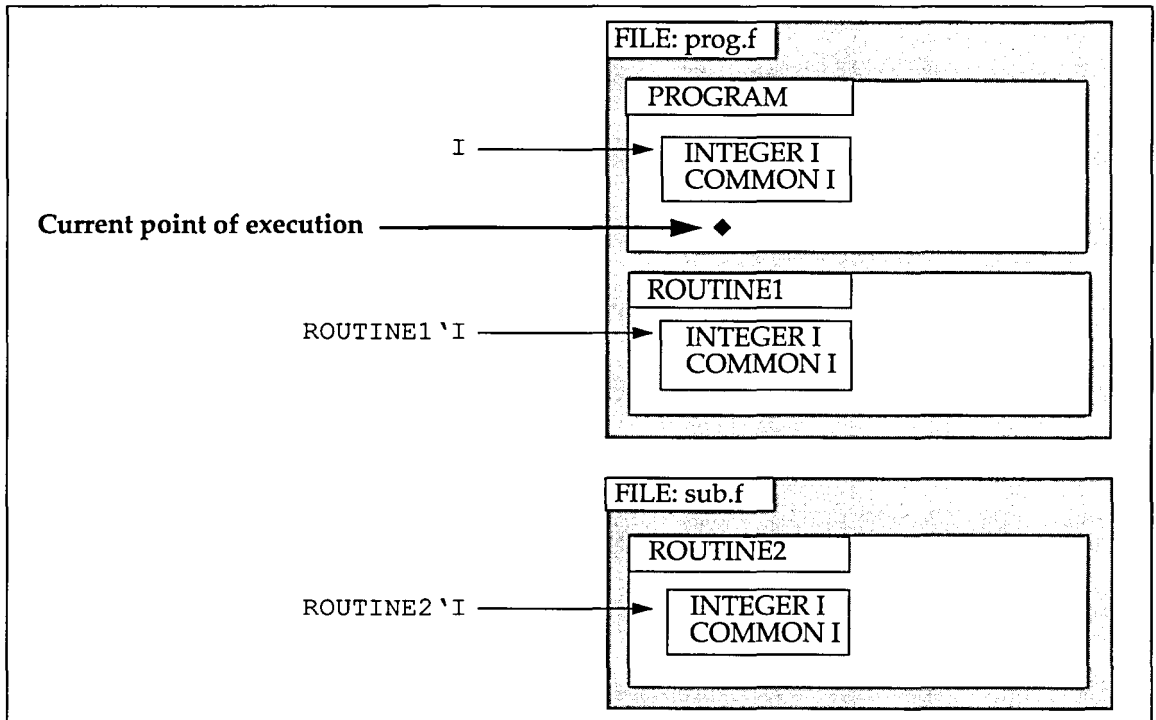 FILE: prog.f
PROGRAM
I
INTEGER I
COMMON I
Current point of execution
ROUTINE1
ROUTINE1`I
INTEGER I
COMMON I
FILE: sub.f
ROUTINE2
ROUTINE2`I
INTEGER I
COMMON I